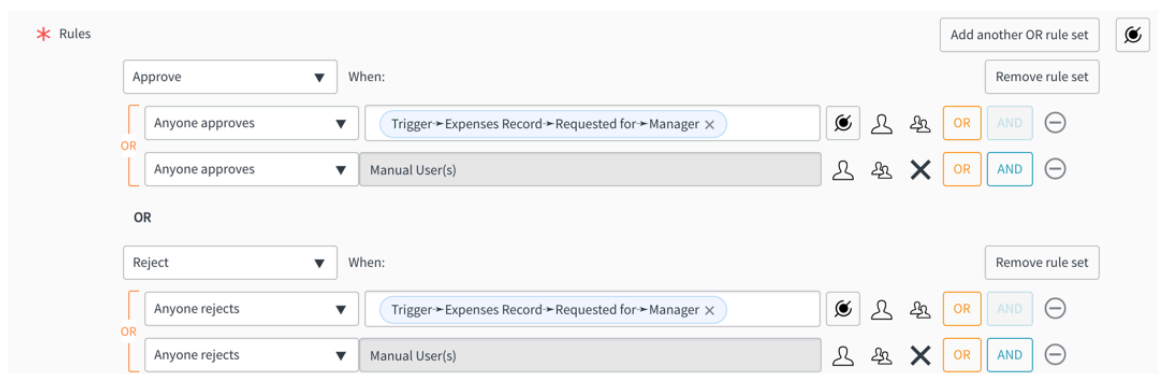 * Rules Add another OR rule set
Approve When: Remove rule set
Anyone approves Trigger➛Expenses Record➛Requested for➛Manager × OR AND
OR
Anyone approves Manual User(s) OR AND
OR
Reject When: Remove rule set
Anyone rejects Trigger➛Expenses Record➛Requested for➛Manager × OR AND
OR
Anyone rejects Manual User(s) OR AND